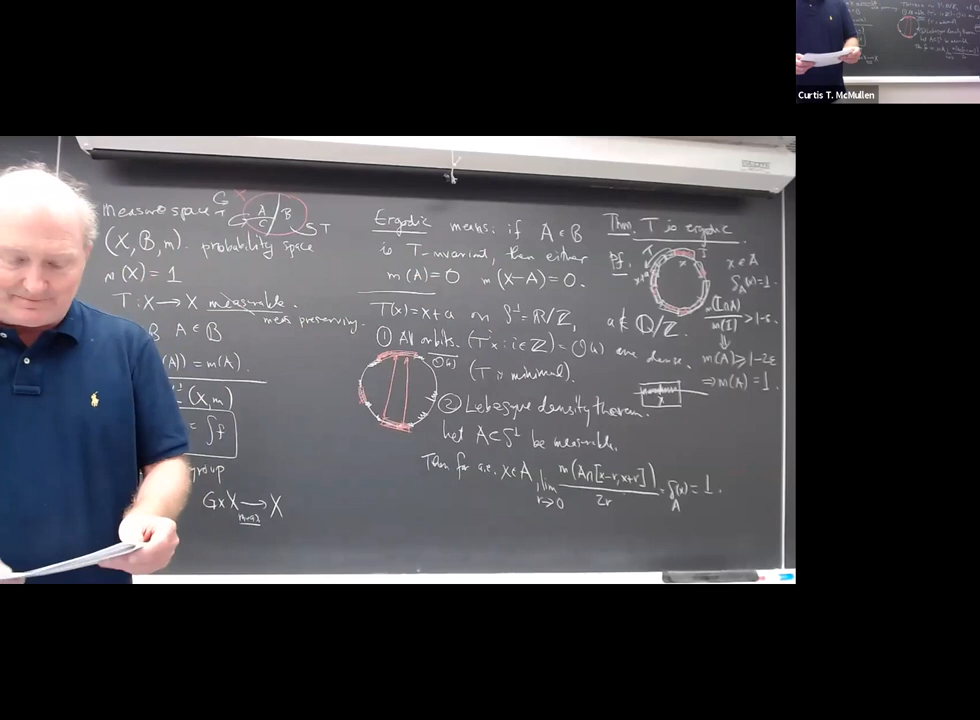 Curtis T. McMullen
measure space
(X, B, m). probability space
m(X) = 1
T: X → X measurable.
meas preserving.
A ∈ B
(A)) = m(A).
(X, m)
= ∫f
group
G × X → X
meas
G A / B ↻ T
C
Ergodic means: if A ∈ B
is T-invariant, then either
m(A) = 0 m(X-A) = 0.
T(x) = x + a on S¹ = ℝ/ℤ,
a ∉ ℚ/ℤ.
① All orbits (Tⁱx : i ∈ ℤ) = O(x) are dense.
(T is minimal).
② Lebesgue density theorem.
Let A ⊂ S¹ be measurable.
Then for a.e. x ∈ A, lim r→0 m(A ∩ [x-r, x+r]) / 2r = δ_A(x) = 1.
Thm. T is ergodic.
Pf.
T I
x
x ∈ A
δ_A(x) = 1.
m(I ∩ A) / m(I) > 1-ε.
⇓
m(A) ≥ 1-2ε
⇒ m(A) = 1.
x